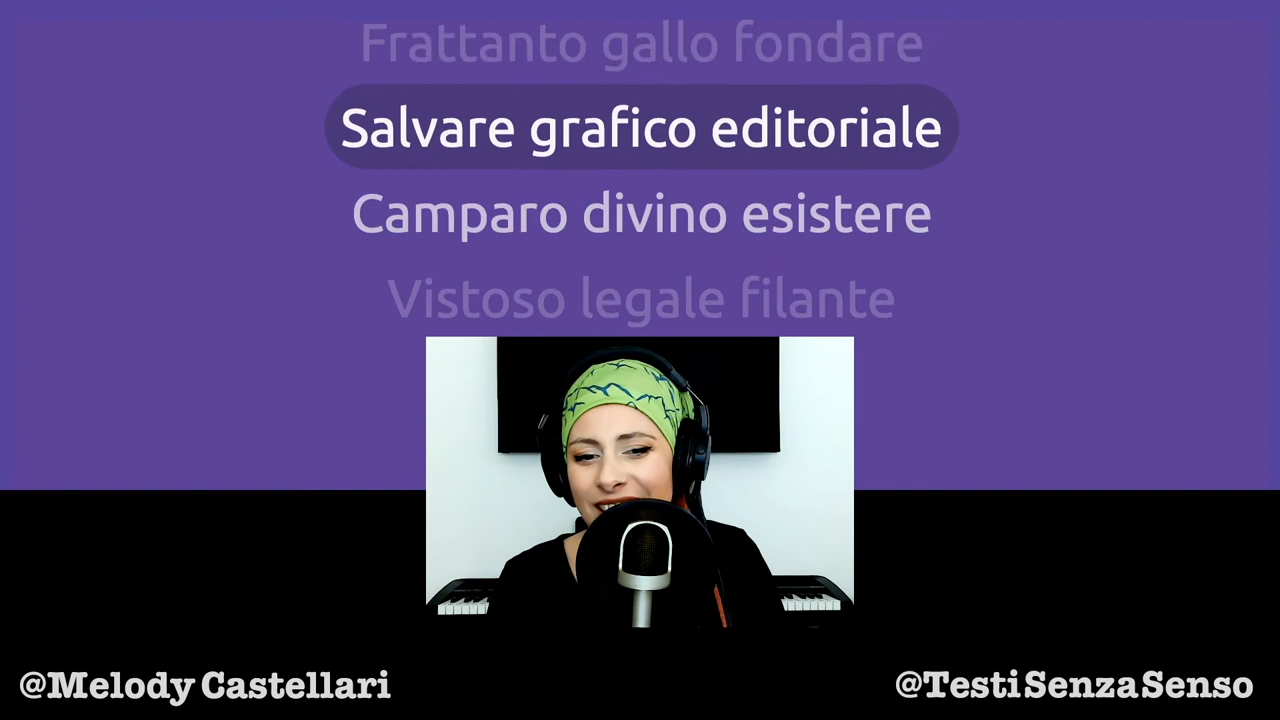 Frattanto gallo fondare
Salvare grafico editoriale
Camparo divino esistere
Vistoso legale filante
@Melody Castellari
@TestiSenzaSenso